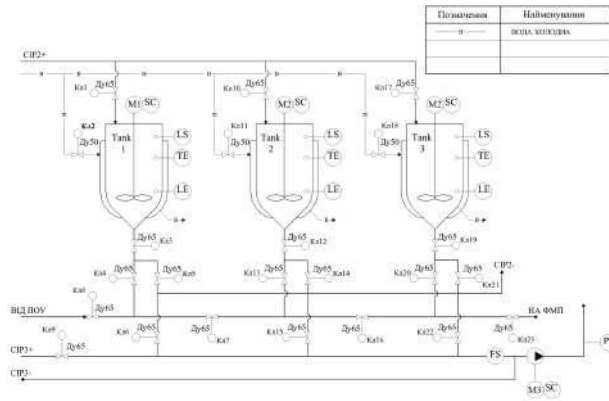 Позначення Найменування
в ВОДА ХОЛОДНА
CIP2+
в в в в в в
Кл1 Ду65 Кл10 Ду65 Кл17 Ду65
M1 SC M2 SC M2 SC
Кл2 Кл11 Кл18
Ду50 Ду50 Ду50
Tank 1 Tank 2 Tank 3
LS LS LS
TE TE TE
LE LE LE
в в в
Ду65 Кл3 Ду65 Кл12 Ду65 Кл19
Ду65 Ду65 Ду65 Ду65 Ду65 Ду65 CIP2-
Кл4 Кл5 Кл13 Кл14 Кл20 Кл21
Кл8
ВІД ПОУ Ду65 НА ФМП
Кл9 Ду65 Ду65 Ду65 Ду65 Ду65 Ду65
Кл6 Кл7 Кл15 Кл16 Кл22 Кл23
CIP3+ Ду65 FS P
CIP3- M3 SC